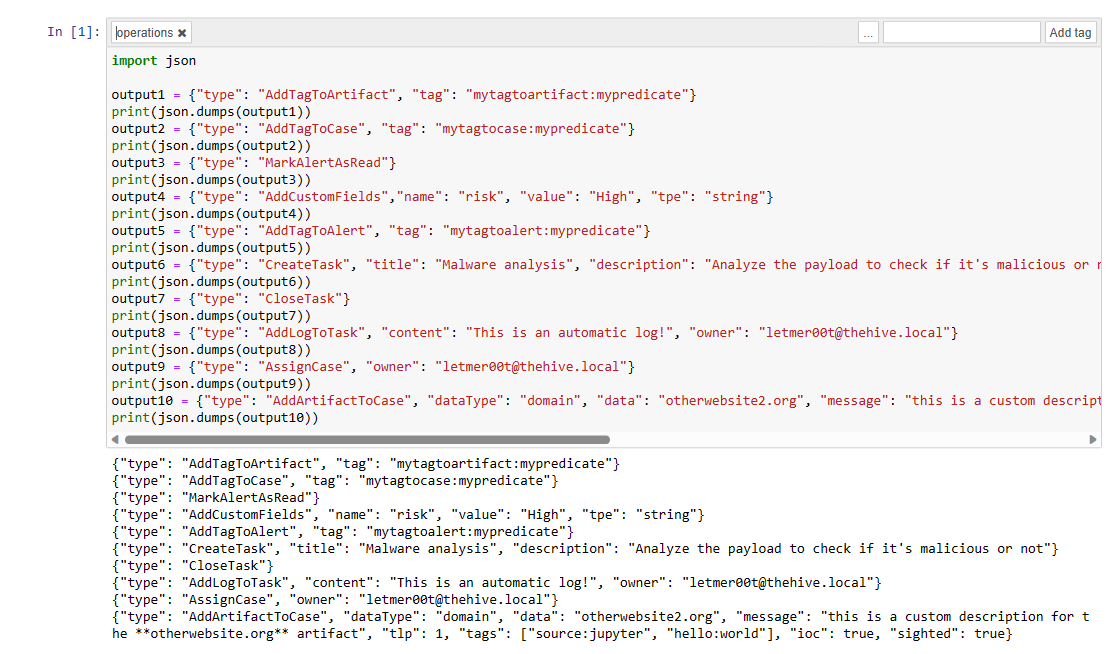 In [1]:
operations ✖
...
Add tag
import json
output1 = {"type": "AddTagToArtifact", "tag": "mytagtoartifact:mypredicate"}
print(json.dumps(output1))
output2 = {"type": "AddTagToCase", "tag": "mytagtocase:mypredicate"}
print(json.dumps(output2))
output3 = {"type": "MarkAlertAsRead"}
print(json.dumps(output3))
output4 = {"type": "AddCustomFields","name": "risk", "value": "High", "tpe": "string"}
print(json.dumps(output4))
output5 = {"type": "AddTagToAlert", "tag": "mytagtoalert:mypredicate"}
print(json.dumps(output5))
output6 = {"type": "CreateTask", "title": "Malware analysis", "description": "Analyze the payload to check if it's malicious or
print(json.dumps(output6))
output7 = {"type": "CloseTask"}
print(json.dumps(output7))
output8 = {"type": "AddLogToTask", "content": "This is an automatic log!", "owner": "letmer00t@thehive.local"}
print(json.dumps(output8))
output9 = {"type": "AssignCase", "owner": "letmer00t@thehive.local"}
print(json.dumps(output9))
output10 = {"type": "AddArtifactToCase", "dataType": "domain", "data": "otherwebsite2.org", "message": "this is a custom descript
print(json.dumps(output10))
{"type": "AddTagToArtifact", "tag": "mytagtoartifact:mypredicate"}
{"type": "AddTagToCase", "tag": "mytagtocase:mypredicate"}
{"type": "MarkAlertAsRead"}
{"type": "AddCustomFields", "name": "risk", "value": "High", "tpe": "string"}
{"type": "AddTagToAlert", "tag": "mytagtoalert:mypredicate"}
{"type": "CreateTask", "title": "Malware analysis", "description": "Analyze the payload to check if it's malicious or not"}
{"type": "CloseTask"}
{"type": "AddLogToTask", "content": "This is an automatic log!", "owner": "letmer00t@thehive.local"}
{"type": "AssignCase", "owner": "letmer00t@thehive.local"}
{"type": "AddArtifactToCase", "dataType": "domain", "data": "otherwebsite2.org", "message": "this is a custom description for t
he **otherwebsite.org** artifact", "tlp": 1, "tags": ["source:jupyter", "hello:world"], "ioc": true, "sighted": true}